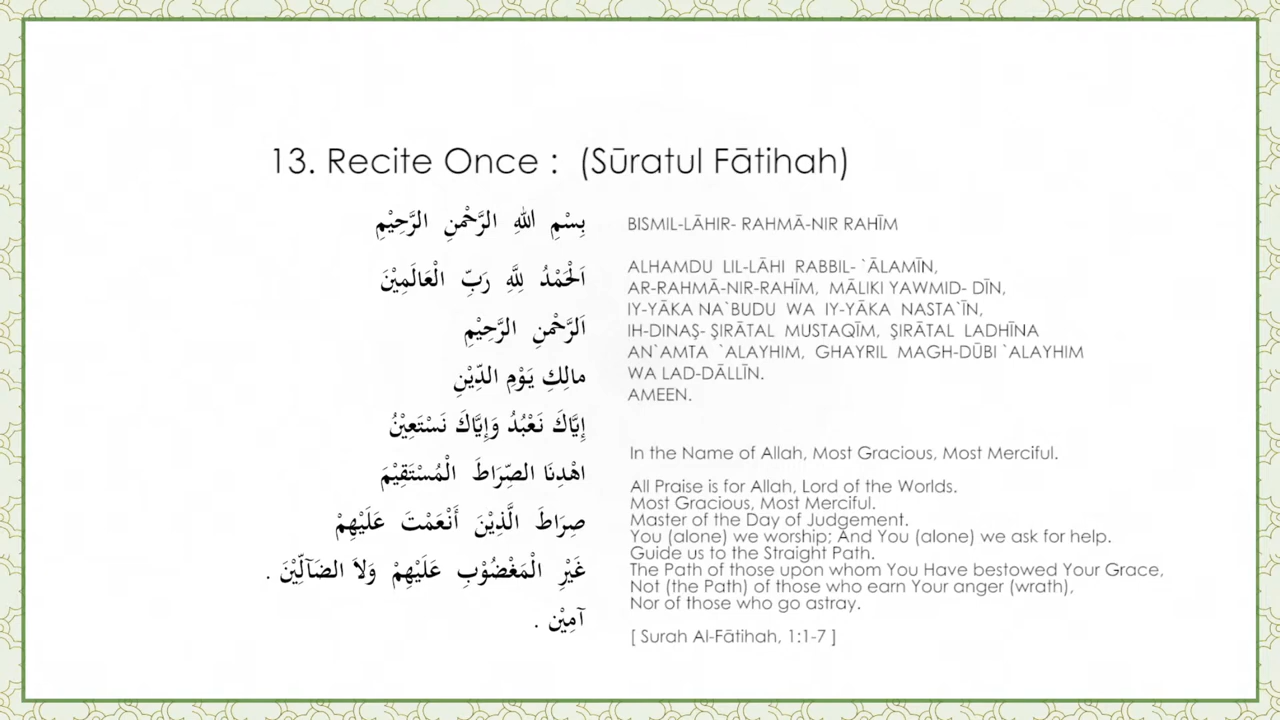 13. Recite Once : (Sūratul Fātihah)
بِسْمِ اللهِ الرَّحْمٰنِ الرَّحِيْمِ
اَلْحَمْدُ لِلَّهِ رَبِّ الْعَالَمِيْنَ
اَلرَّحْمٰنِ الرَّحِيْمِ
مالِكِ يَوْمِ الدِّيْنِ
إِيَّاكَ نَعْبُدُ وَإِيَّاكَ نَسْتَعِيْنُ
اهْدِنَا الصِّرَاطَ الْمُسْتَقِيْمَ
صِرَاطَ الَّذِيْنَ أَنْعَمْتَ عَلَيْهِمْ
غَيْرِ الْمَغْضُوْبِ عَلَيْهِمْ وَلاَ الضَآلِّيْنَ .
آمِيْن .
BISMIL-LĀHIR- RAHMĀ-NIR RAHĪM
ALHAMDU LIL-LĀHI RABBIL- `ĀLAMĪN,
AR-RAHMĀ-NIR-RAHĪM, MĀLIKI YAWMID- DĪN,
IY-YĀKA NA`BUDU WA IY-YĀKA NASTA`ĪN,
IH-DINAŞ- ŞIRĀTAL MUSTAQĪM, ŞIRĀTAL LADHĪNA
AN`AMTA `ALAYHIM, GHAYRIL MAGH-DŪBI `ALAYHIM
WA LAD-DĀLLĪN.
AMEEN.
In the Name of Allah, Most Gracious, Most Merciful.
All Praise is for Allah, Lord of the Worlds.
Most Gracious, Most Merciful.
Master of the Day of Judgement.
You (alone) we worship; And You (alone) we ask for help.
Guide us to the Straight Path.
The Path of those upon whom You Have bestowed Your Grace,
Not (the Path) of those who earn Your anger (wrath),
Nor of those who go astray.
[ Surah Al-Fātihah, 1:1-7 ]